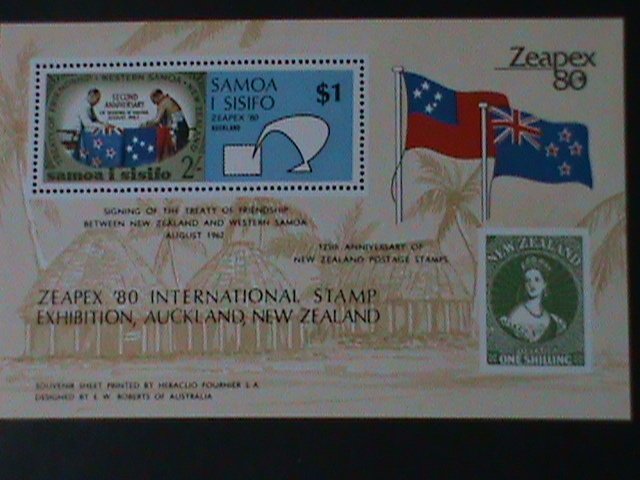 Zeapex
80
FRIENDSHIP WESTERN SAMOA
SECOND
ANNIVERSARY
AUGUST 1962
samoa i sisifo 2/-
SAMOA
I SISIFO
ZEAPEX '80
AUCKLAND
$1
SIGNING OF THE TREATY OF FRIENDSHIP
BETWEEN NEW ZEALAND AND WESTERN SAMOA
AUGUST 1962
125th ANNIVERSARY OF
NEW ZEALAND POSTAGE STAMPS
ZEAPEX '80 INTERNATIONAL STAMP
EXHIBITION, AUCKLAND, NEW ZEALAND
NEW ZEALAND
ONE SHILLING
SOUVENIR SHEET PRINTED BY HERACLIO FOURNIER S.A.
DESIGNED BY E. W. ROBERTS OF AUSTRALIA